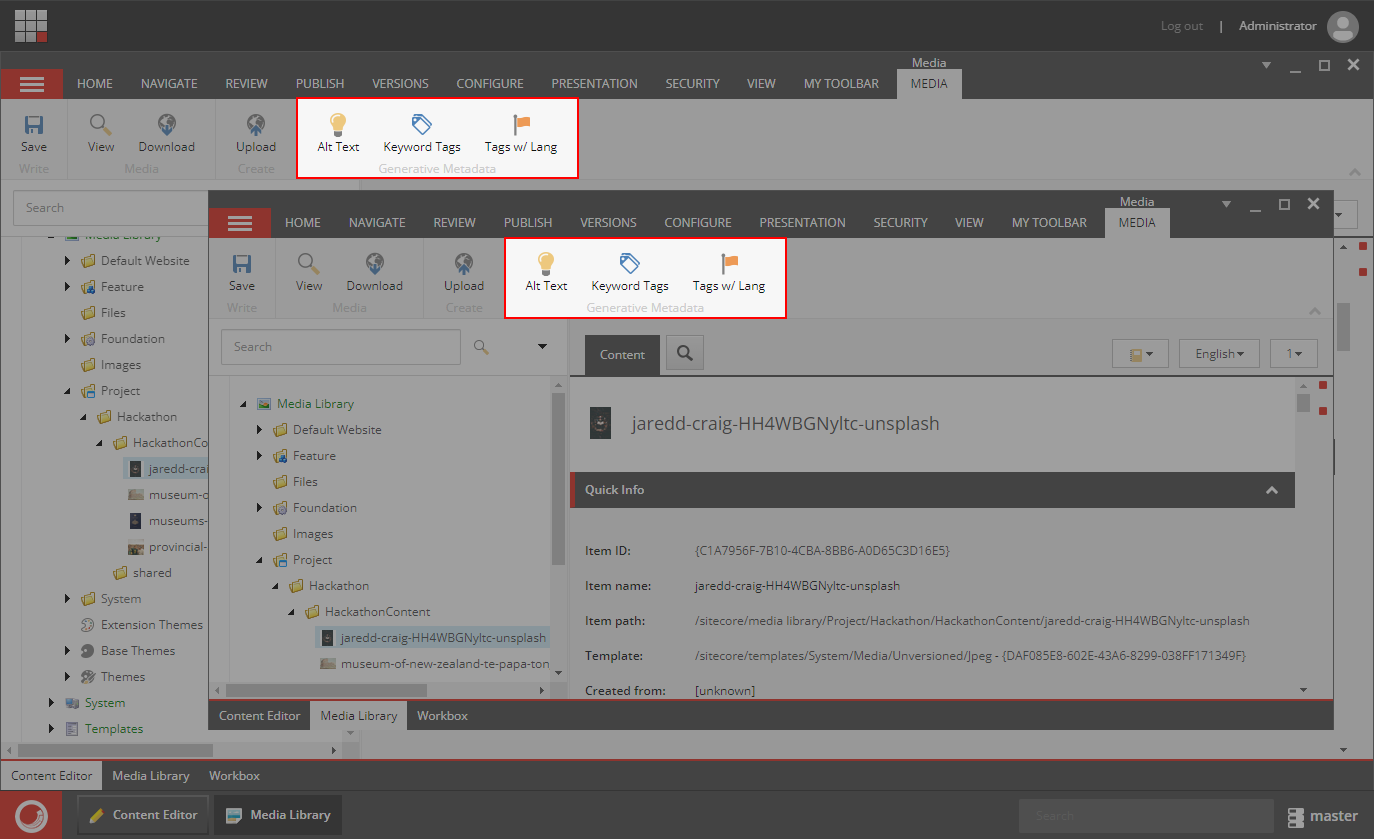 Log out | Administrator
Media
HOME NAVIGATE REVIEW PUBLISH VERSIONS CONFIGURE PRESENTATION SECURITY VIEW MY TOOLBAR MEDIA
Save View Download Upload Alt Text Keyword Tags Tags w/ Lang
Write Media Create Generative Metadata
Search
Media Library
Default Website
Feature
Files
Foundation
Images
Project
Hackathon
HackathonCo
jaredd-crai
museum-o
museums-
provincial-
shared
System
Extension Themes
Base Themes
Themes
System
Templates
Media
HOME NAVIGATE REVIEW PUBLISH VERSIONS CONFIGURE PRESENTATION SECURITY VIEW MY TOOLBAR MEDIA
Save View Download Upload Alt Text Keyword Tags Tags w/ Lang
Write Media Create Generative Metadata
Search
Media Library
Default Website
Feature
Files
Foundation
Images
Project
Hackathon
HackathonContent
jaredd-craig-HH4WBGNyltc-unsplash
museum-of-new-zealand-te-papa-ton
Content English 1
jaredd-craig-HH4WBGNyltc-unsplash
Quick Info
Item ID: {C1A7956F-7B10-4CBA-8BB6-A0D65C3D16E5}
Item name: jaredd-craig-HH4WBGNyltc-unsplash
Item path: /sitecore/media library/Project/Hackathon/HackathonContent/jaredd-craig-HH4WBGNyltc-unsplash
Template: /sitecore/templates/System/Media/Unversioned/Jpeg - {DAF085E8-602E-43A6-8299-038FF171349F}
Created from: [unknown]
Content Editor Media Library Workbox
Content Editor Media Library Workbox
Content Editor Media Library Search master